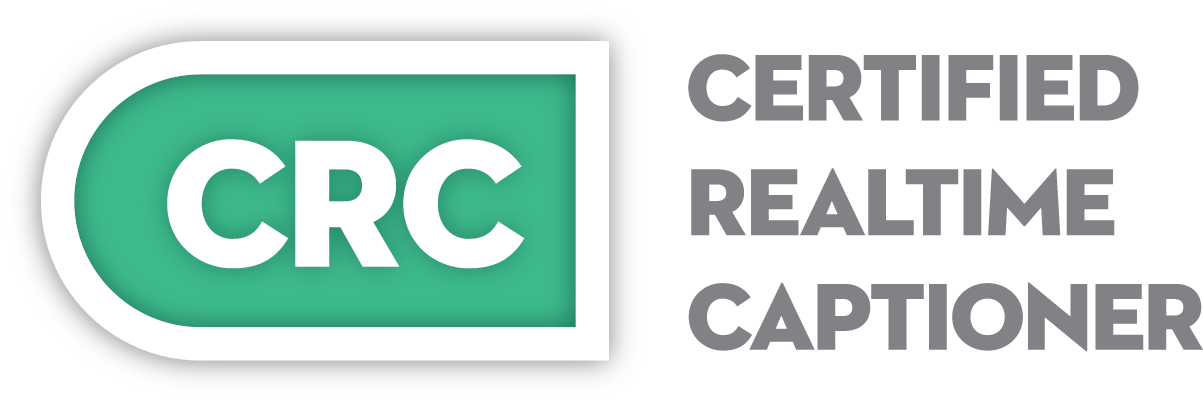 CRC
CERTIFIED
REALTIME
CAPTIONER